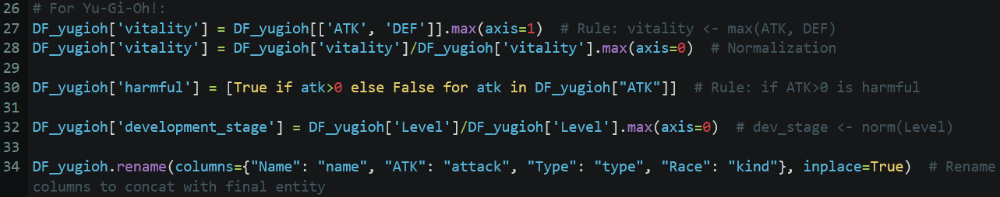 26 # For Yu-Gi-Oh!:
27 DF_yugioh['vitality'] = DF_yugioh[['ATK', 'DEF']].max(axis=1)  # Rule: vitality <- max(ATK, DEF)
28 DF_yugioh['vitality'] = DF_yugioh['vitality']/DF_yugioh['vitality'].max(axis=0)  # Normalization
29
30 DF_yugioh['harmful'] = [True if atk>0 else False for atk in DF_yugioh["ATK"]]  # Rule: if ATK>0 is harmful
31
32 DF_yugioh['development_stage'] = DF_yugioh['Level']/DF_yugioh['Level'].max(axis=0)  # dev_stage <- norm(Level)
33
34 DF_yugioh.rename(columns={"Name": "name", "ATK": "attack", "Type": "type", "Race": "kind"}, inplace=True)  # Rename
columns to concat with final entity